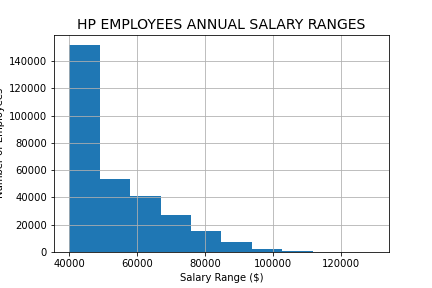 HP EMPLOYEES ANNUAL SALARY RANGES
140000
120000
100000
80000
60000
40000
20000
0
Number of Employees
40000 60000 80000 100000 120000
Salary Range ($)